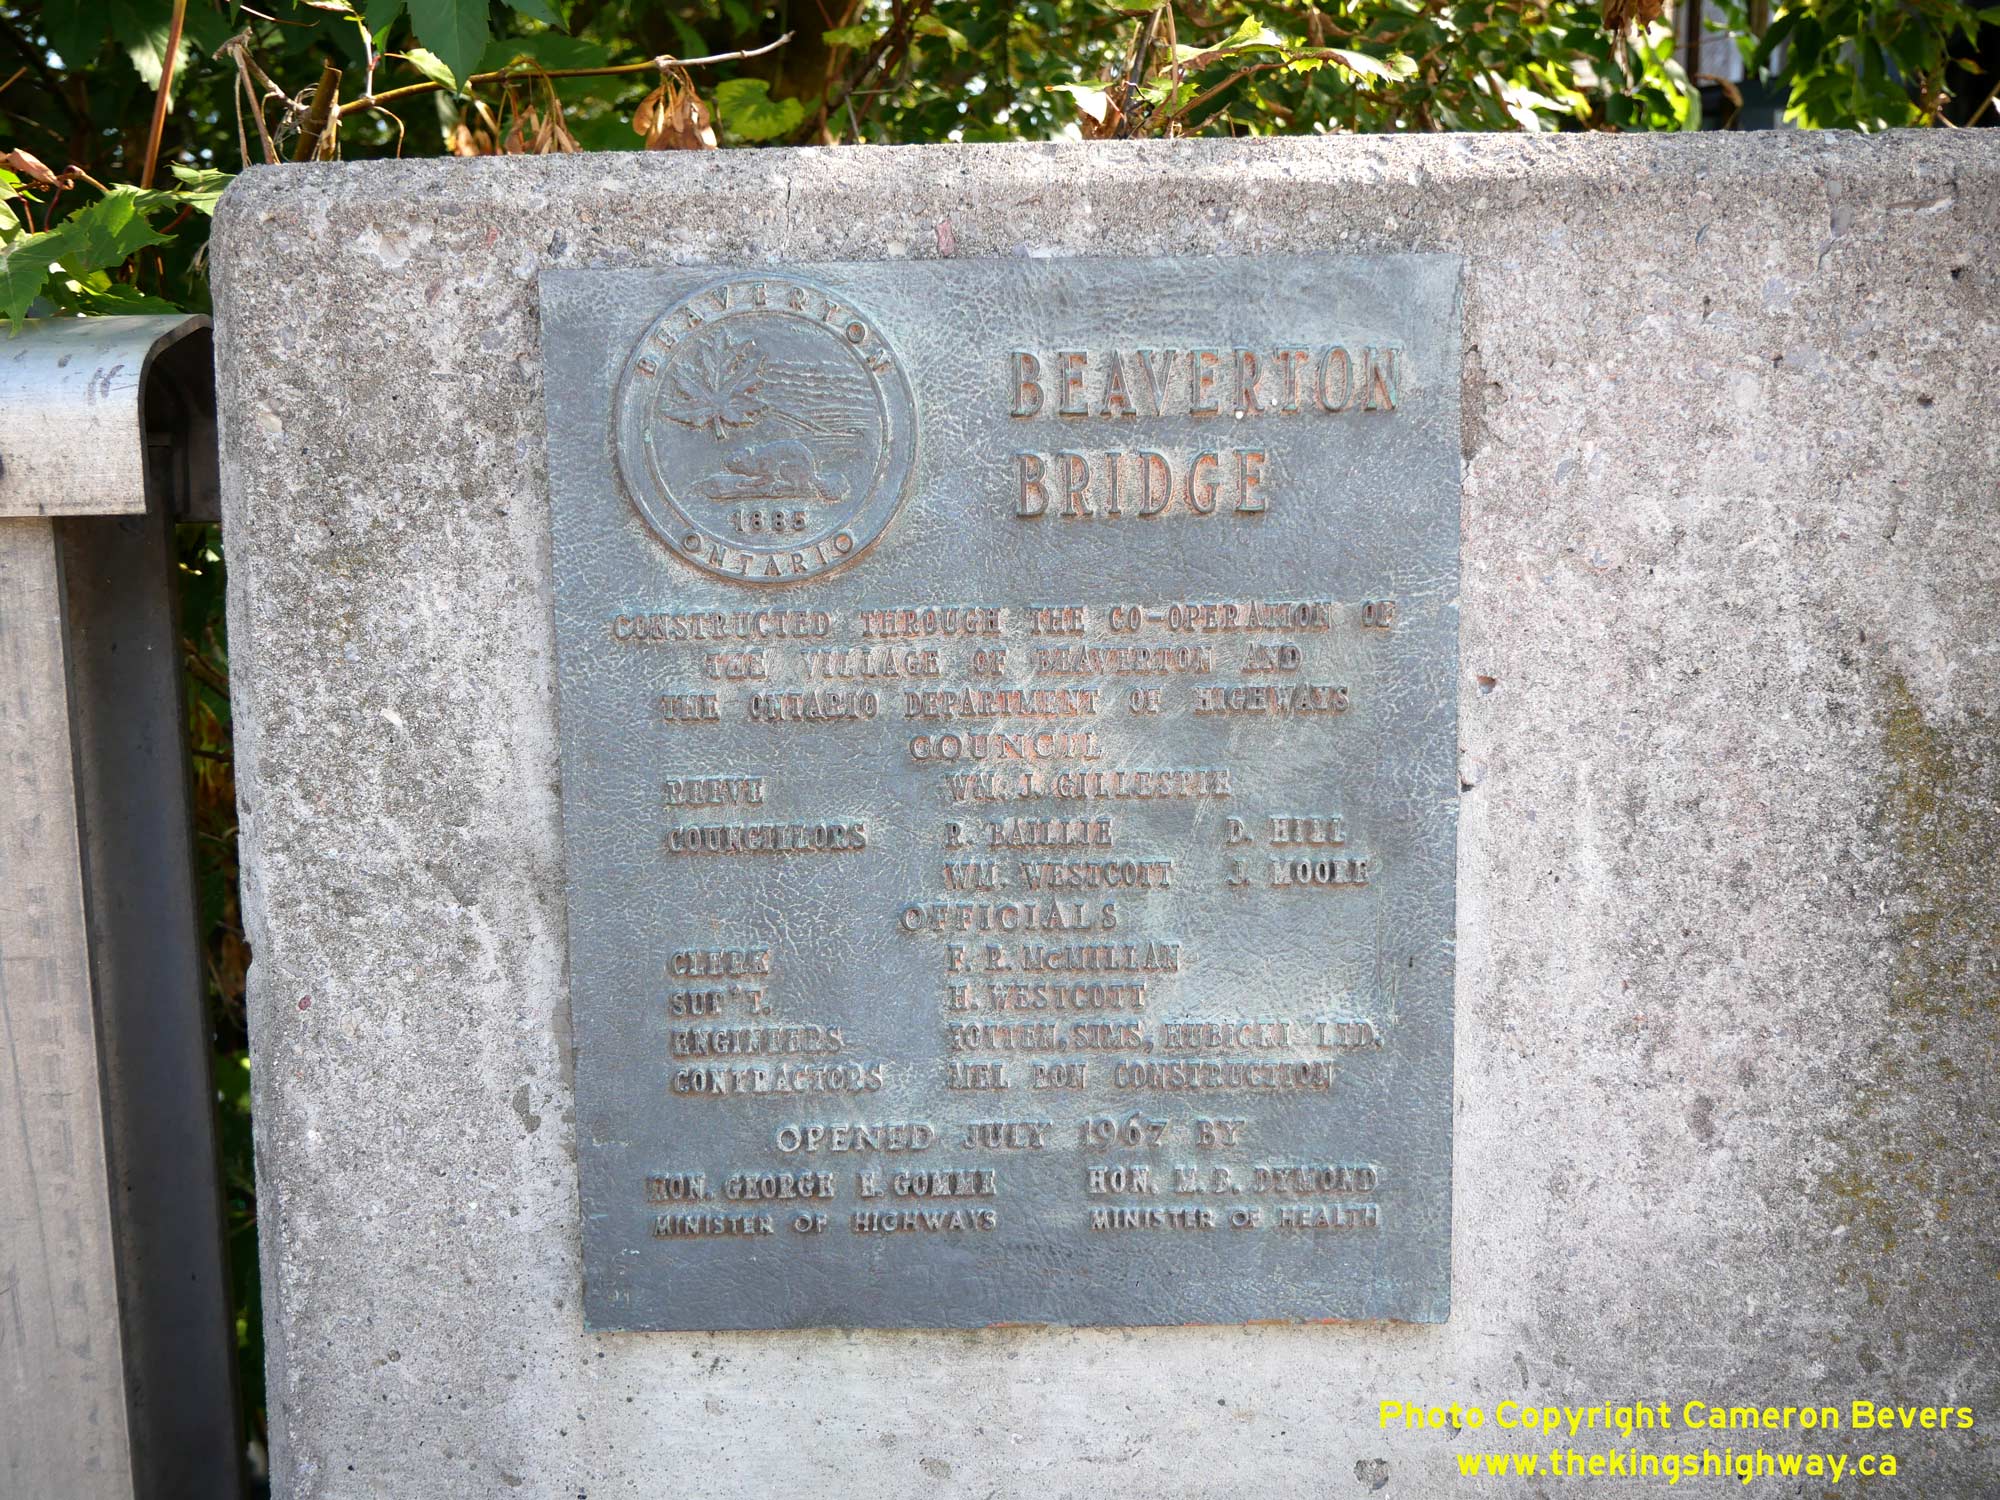 BEAVERTON
1885
ONTARIO
BEAVERTON
BRIDGE
CONSTRUCTED THROUGH THE CO-OPERATION OF
THE VILLAGE OF BEAVERTON AND
THE ONTARIO DEPARTMENT OF HIGHWAYS
COUNCIL
REEVE WM. J. GILLESPIE
COUNCILLORS R. BAILLIE D. HILL
WM. WESTCOTT J. MOORE
OFFICIALS
CLERK F. R. McMILLAN
SUP'T. H. WESTCOTT
ENGINEERS TOTTEN, SIMS, HUBICKI LTD.
CONTRACTORS MEL RON CONSTRUCTION
OPENED JULY 1967 BY
HON. GEORGE E. GOMME HON. M. B. DYMOND
MINISTER OF HIGHWAYS MINISTER OF HEALTH
Photo Copyright Cameron Bevers
www.thekingshighway.ca